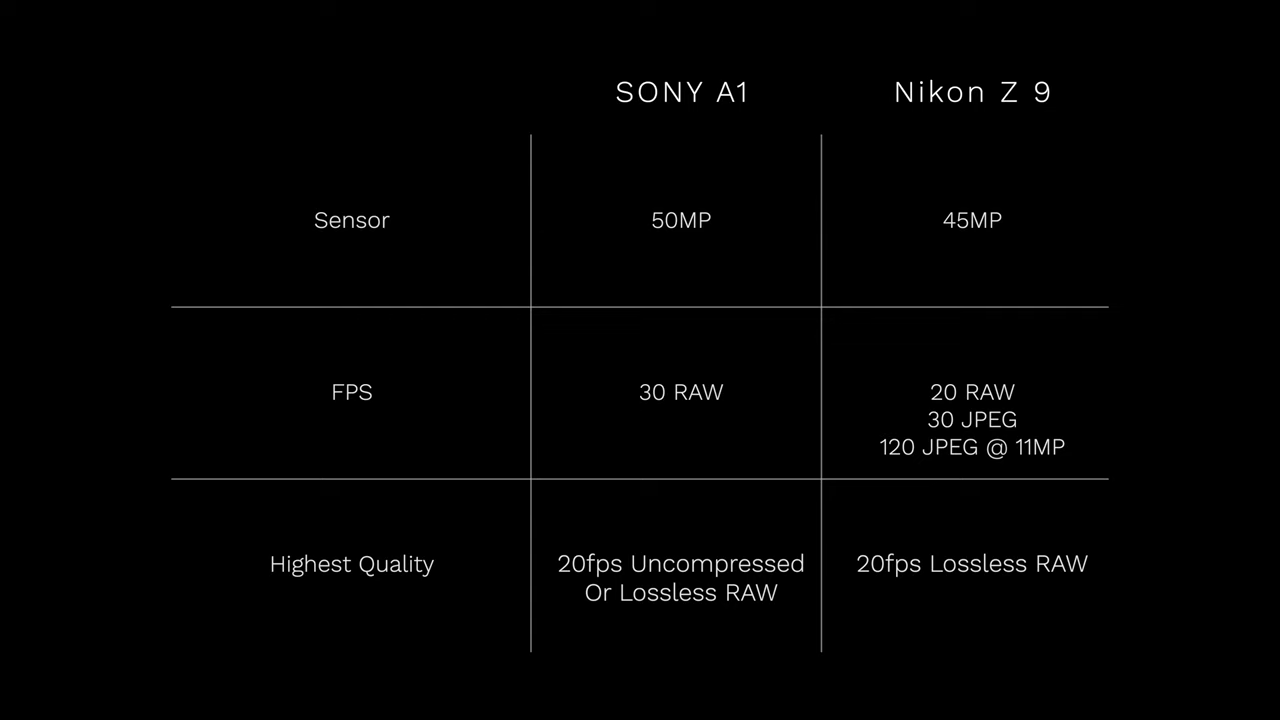 SONY A1
Nikon Z 9
Sensor
50MP
45MP
FPS
30 RAW
20 RAW
30 JPEG
120 JPEG @ 11MP
Highest Quality
20fps Uncompressed
Or Lossless RAW
20fps Lossless RAW